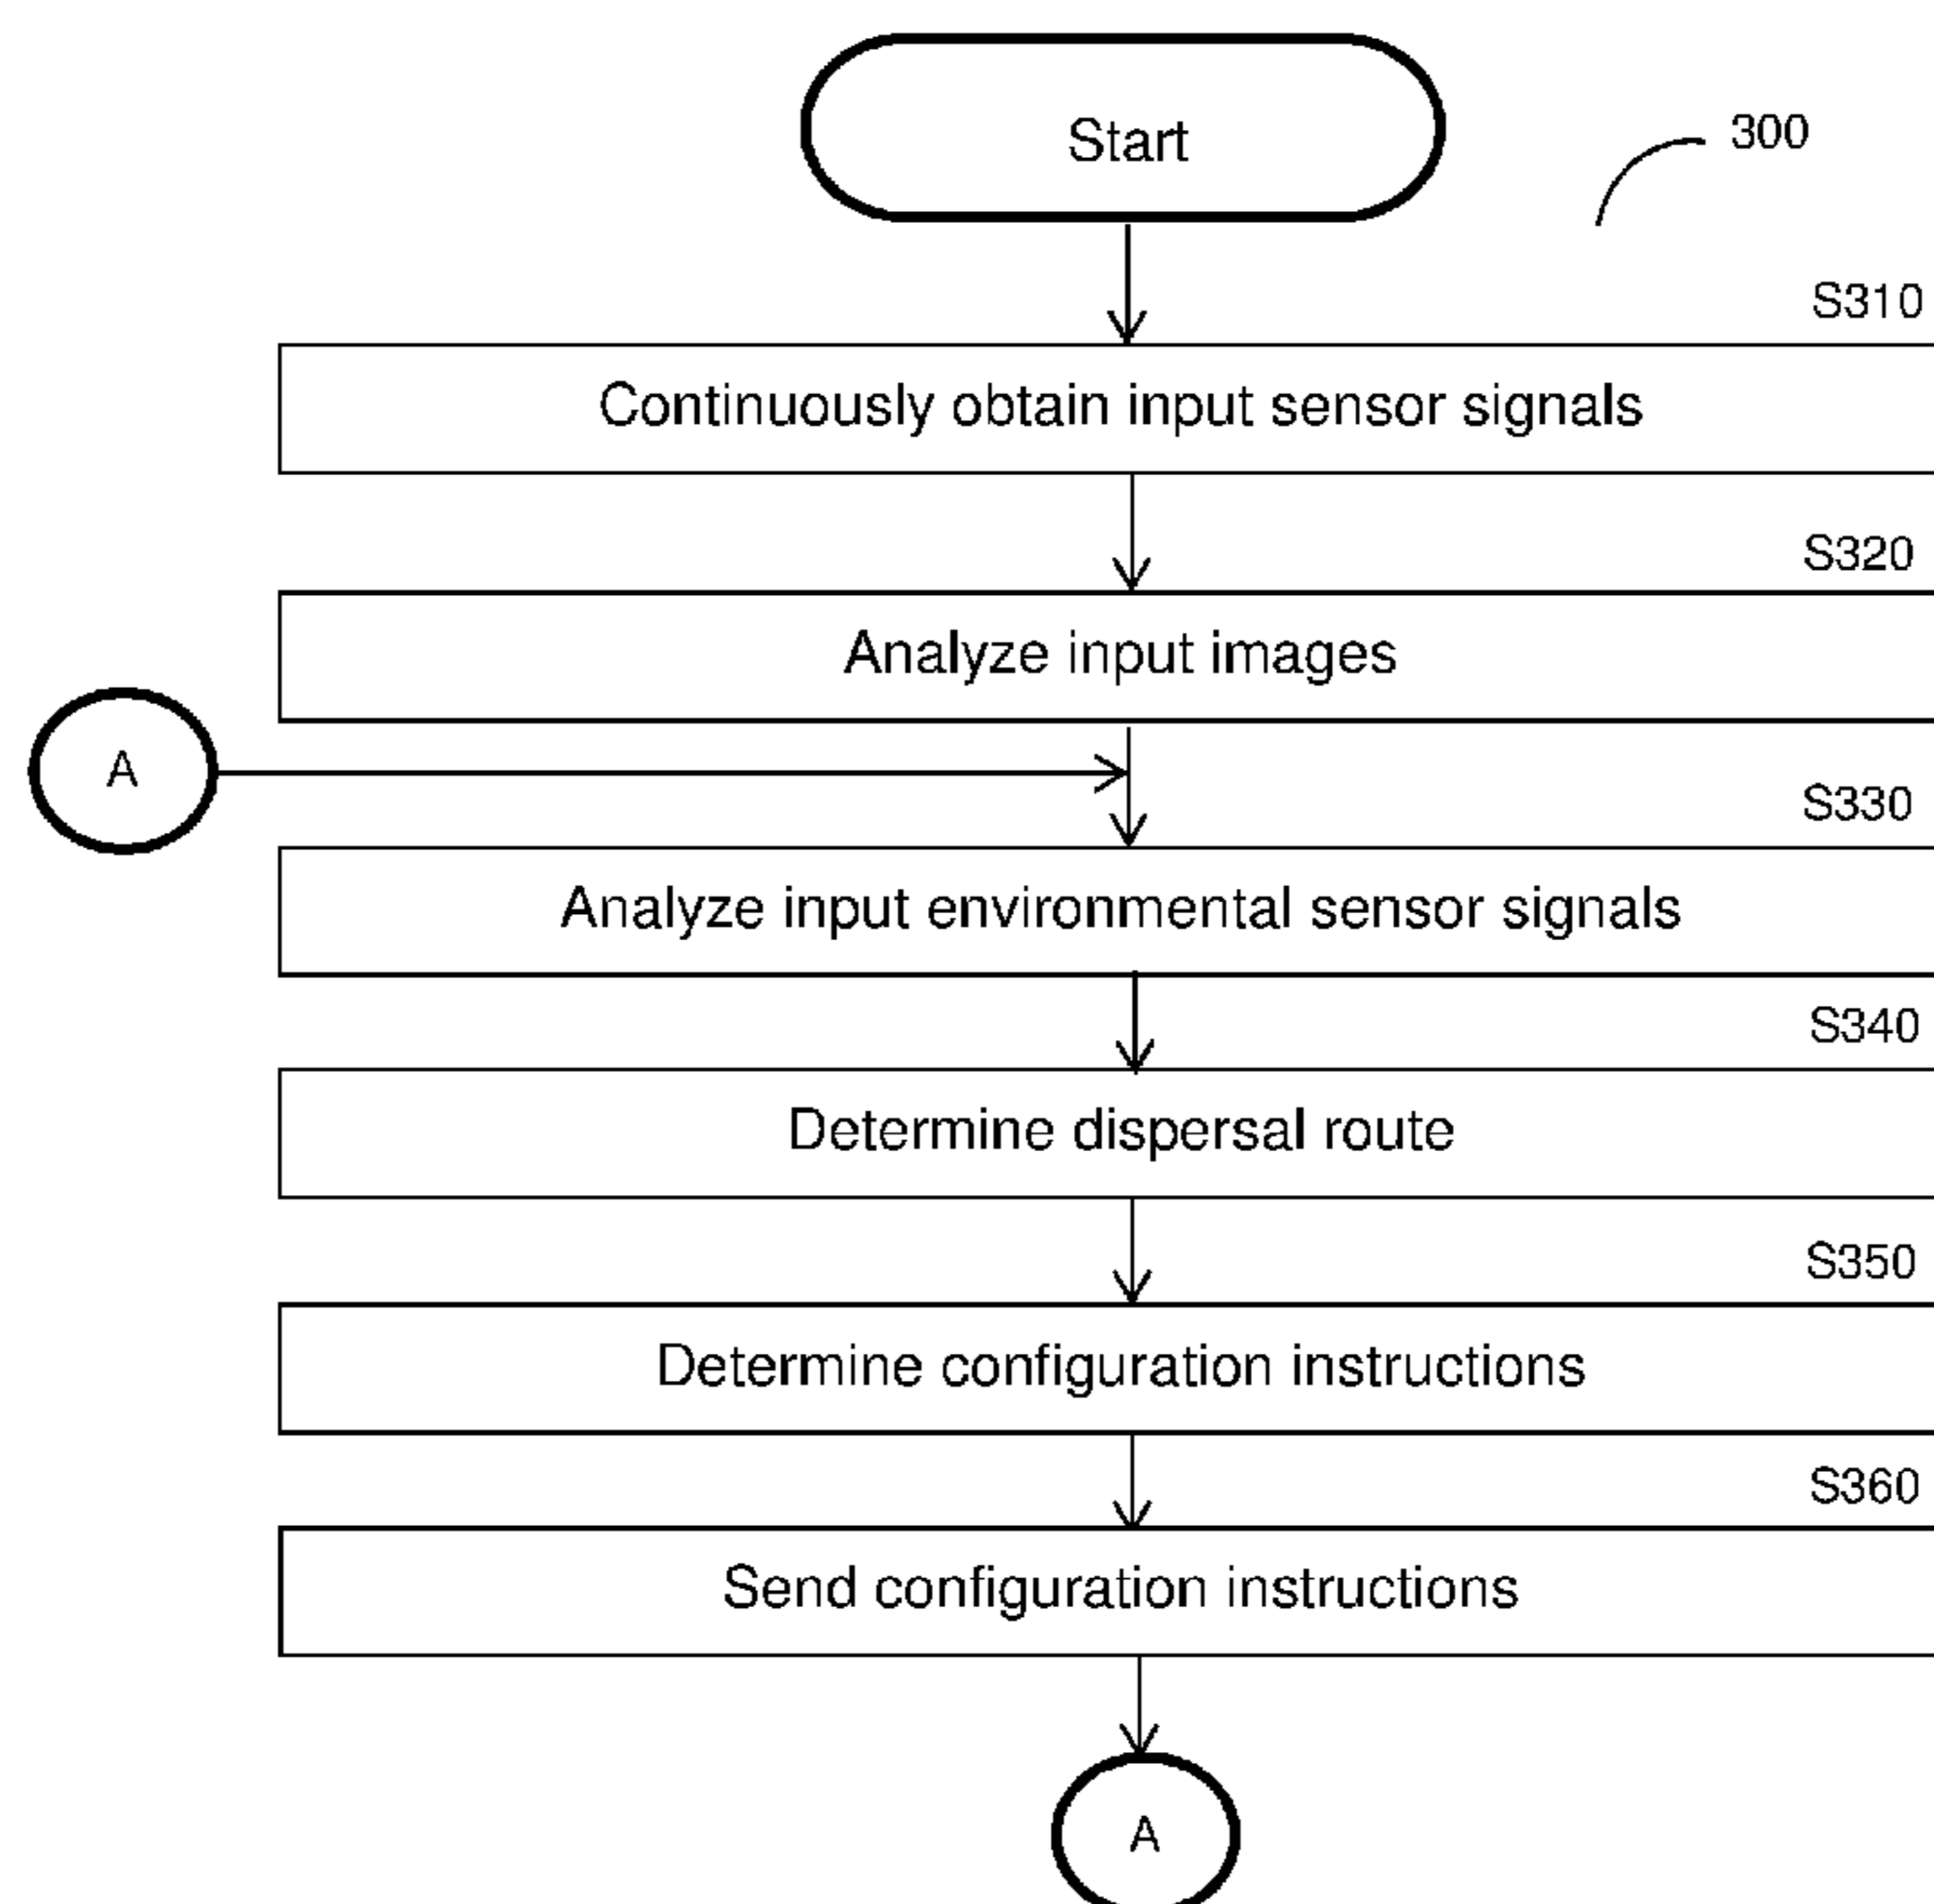 Start
300
S310
Continuously obtain input sensor signals
S320
Analyze input images
A
S330
Analyze input environmental sensor signals
S340
Determine dispersal route
S350
Determine configuration instructions
S360
Send configuration instructions
A